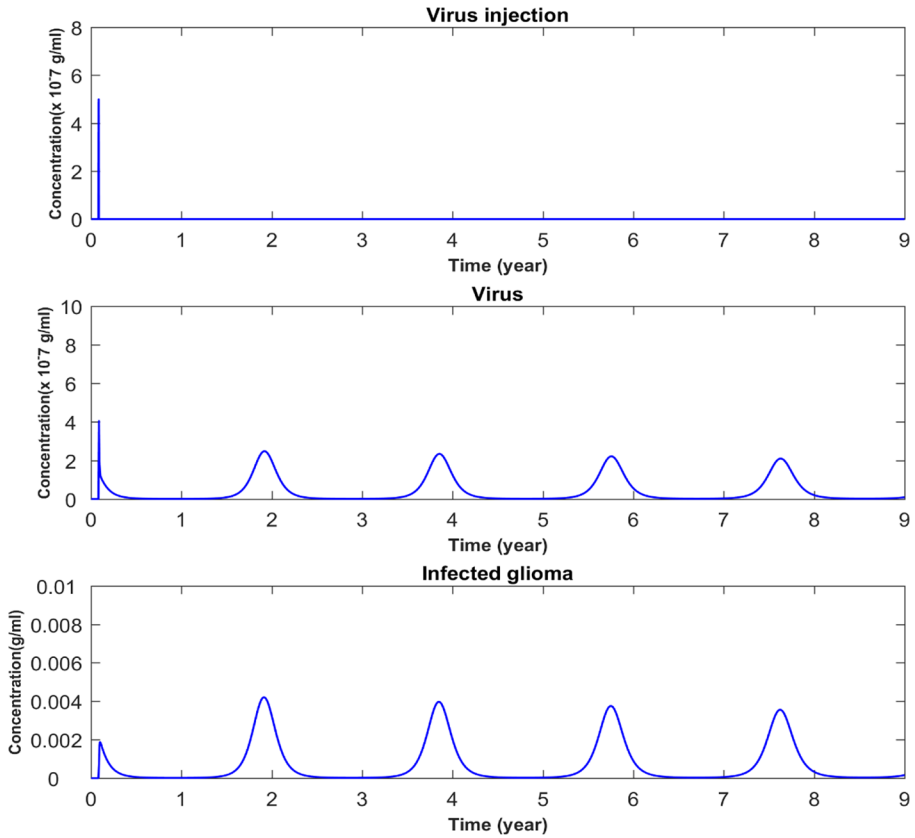 Virus injection
Concentration(x 10⁻7 g/ml)
8
6
4
2
0
0 1 2 3 4 5 6 7 8 9
Time (year)
Virus
Concentration(x 10⁻7 g/ml)
10
8
6
4
2
0
0 1 2 3 4 5 6 7 8 9
Time (year)
Infected glioma
Concentration(g/ml)
0.01
0.008
0.006
0.004
0.002
0
0 1 2 3 4 5 6 7 8 9
Time (year)